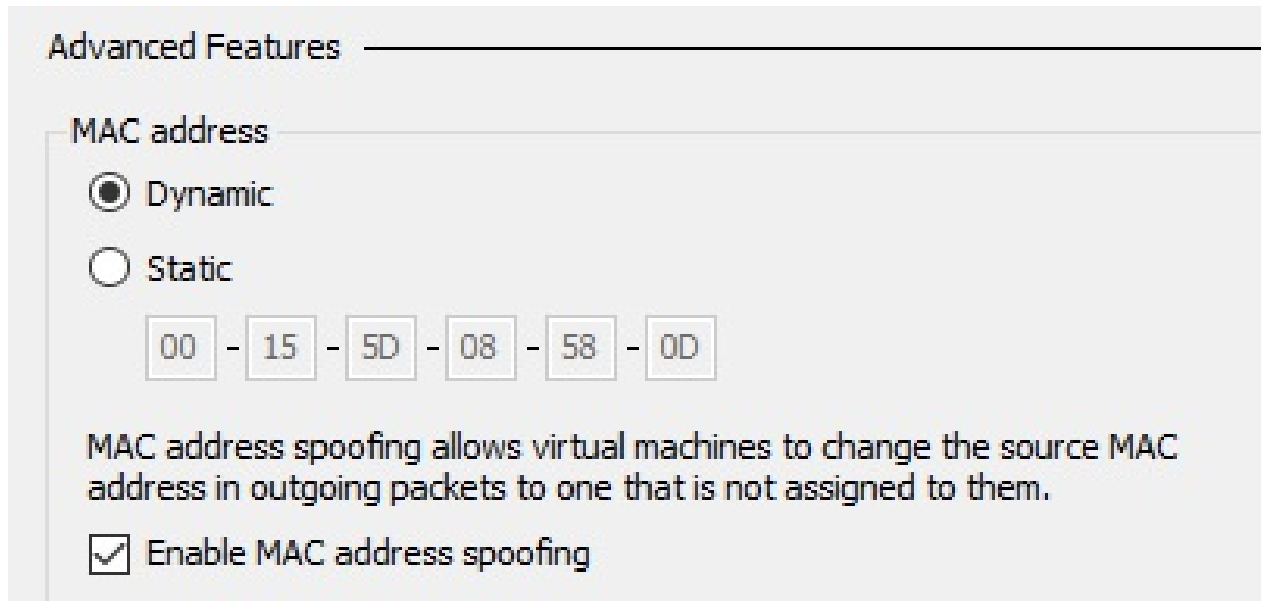 Advanced Features
MAC address
Dynamic
Static
00 - 15 - 5D - 08 - 58 - 0D
MAC address spoofing allows virtual machines to change the source MAC
address in outgoing packets to one that is not assigned to them.
Enable MAC address spoofing